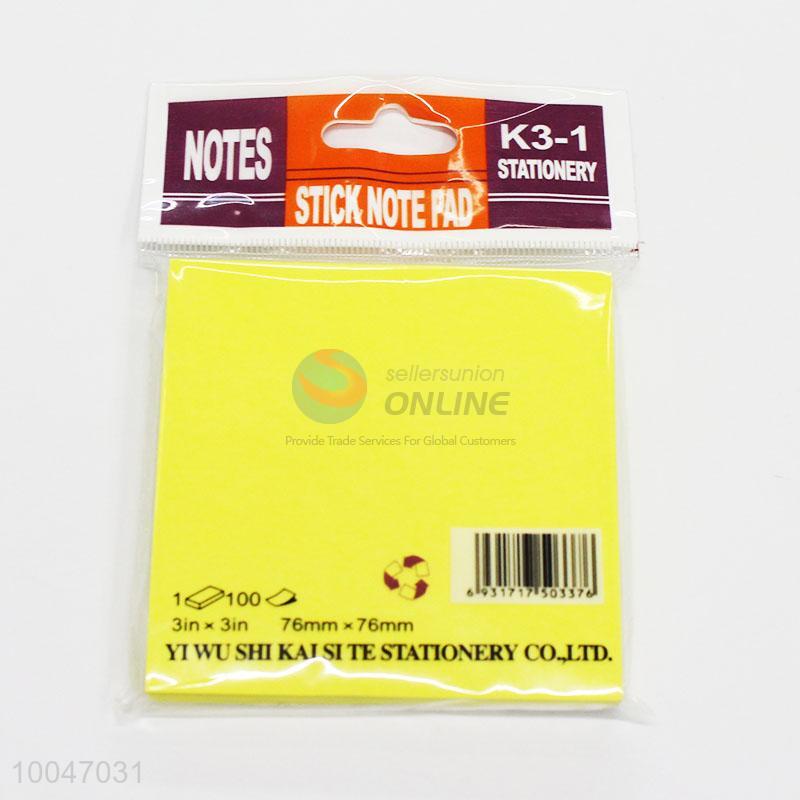 NOTES
STICK NOTE PAD
K3-1
STATIONERY
sellersunion
ONLINE
Provide Trade Services For Global Customers
6 931717 503376
1 100
3in × 3in 76mm × 76mm
YI WU SHI KAI SI TE STATIONERY CO.,LTD.
10047031